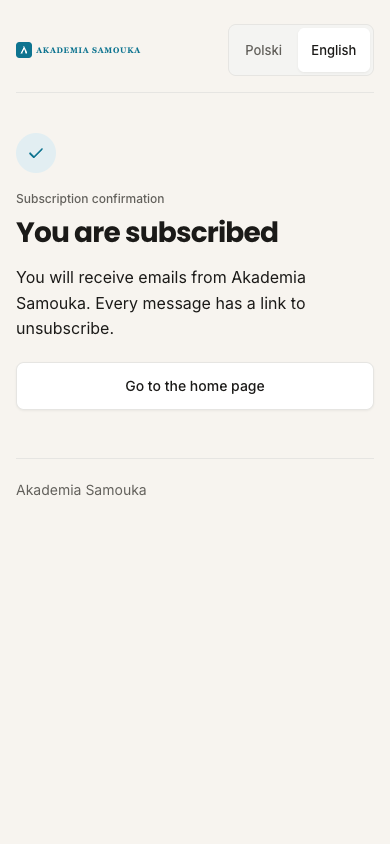 AKADEMIA SAMOUKA
Polski
English
Subscription confirmation
You are subscribed
You will receive emails from Akademia
Samouka. Every message has a link to
unsubscribe.
Go to the home page
Akademia Samouka